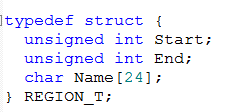 typedef struct {
  unsigned int Start;
  unsigned int End;
  char Name[24];
} REGION_T;